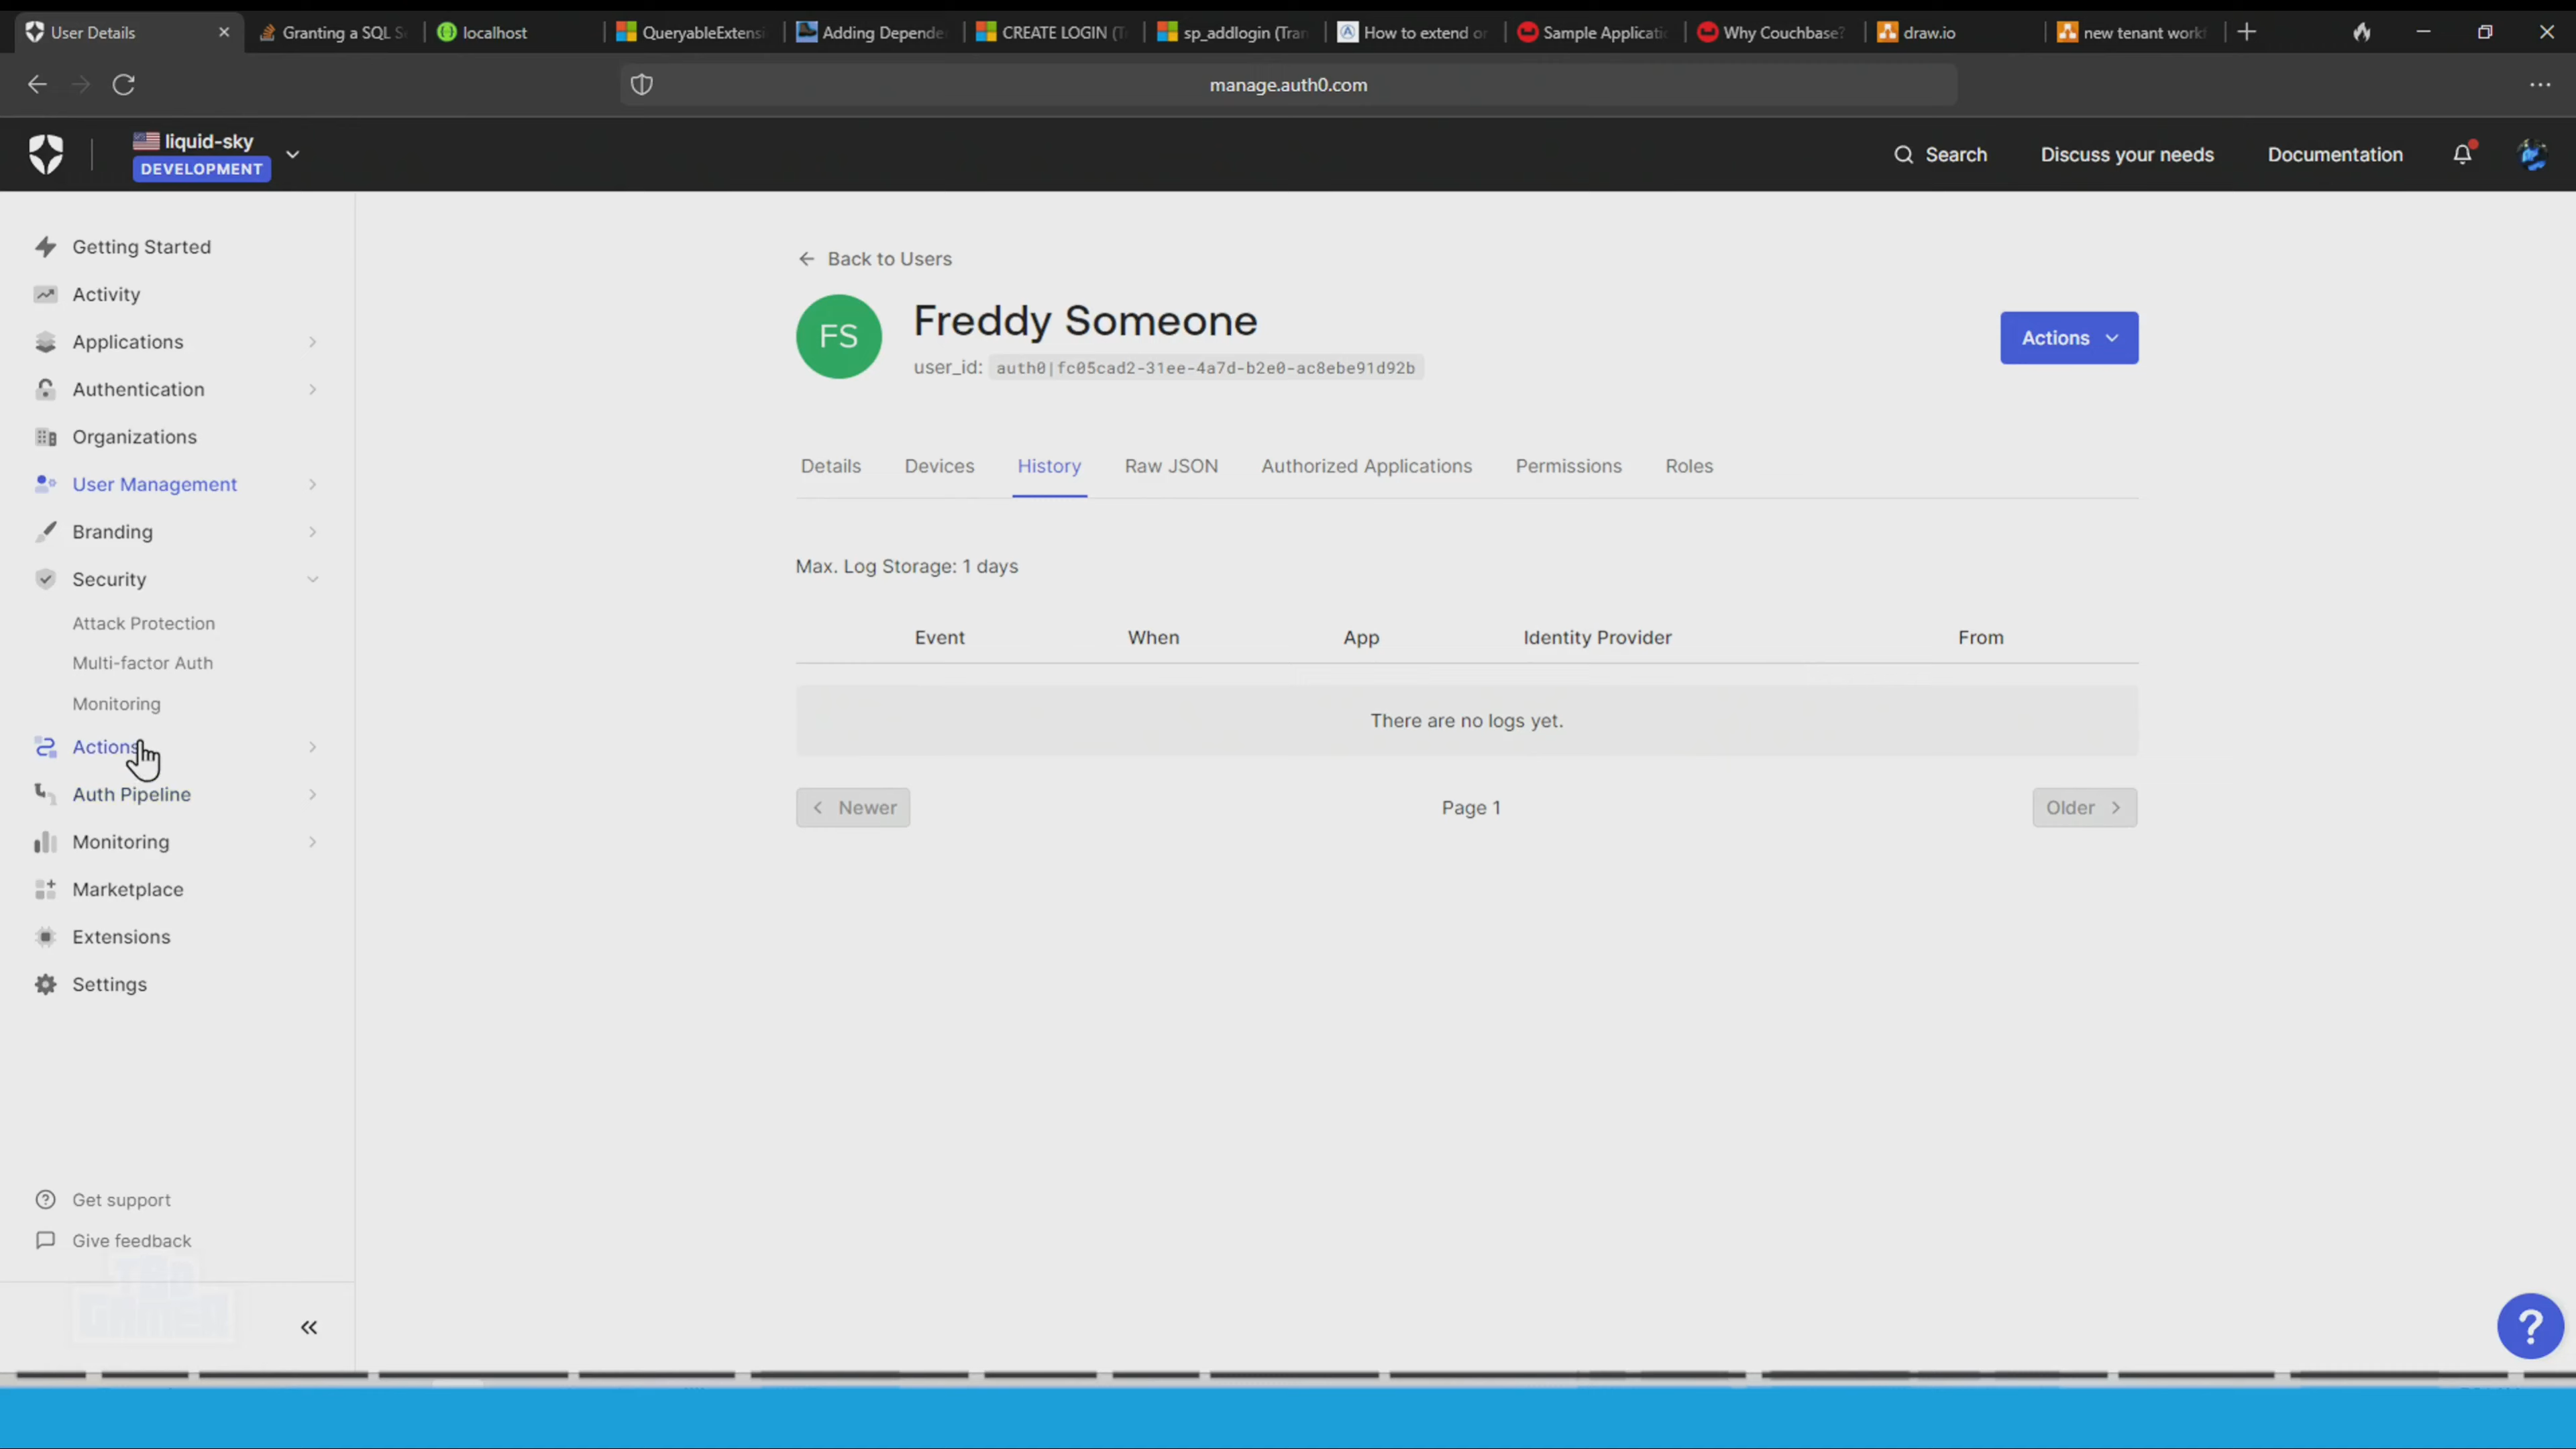 User Details
Granting a SQL S
localhost
QueryableExtens
Adding Depende
CREATE LOGIN (T
sp_addlogin (Tran
How to extend or
Sample Applicati
Why Couchbase?
draw.io
new tenant work
manage.auth0.com
liquid-sky
DEVELOPMENT
Search
Discuss your needs
Documentation
Getting Started
Activity
Applications
Authentication
Organizations
User Management
Branding
Security
Attack Protection
Multi-factor Auth
Monitoring
Actions
Auth Pipeline
Monitoring
Marketplace
Extensions
Settings
Get support
Give feedback
TBD
GAMER
Back to Users
FS
Freddy Someone
user_id: auth0|fc05cad2-31ee-4a7d-b2e0-ac8ebe91d92b
Actions
Details Devices History Raw JSON Authorized Applications Permissions Roles
Max. Log Storage: 1 days
Event When App Identity Provider From
There are no logs yet.
Newer Page 1 Older
?